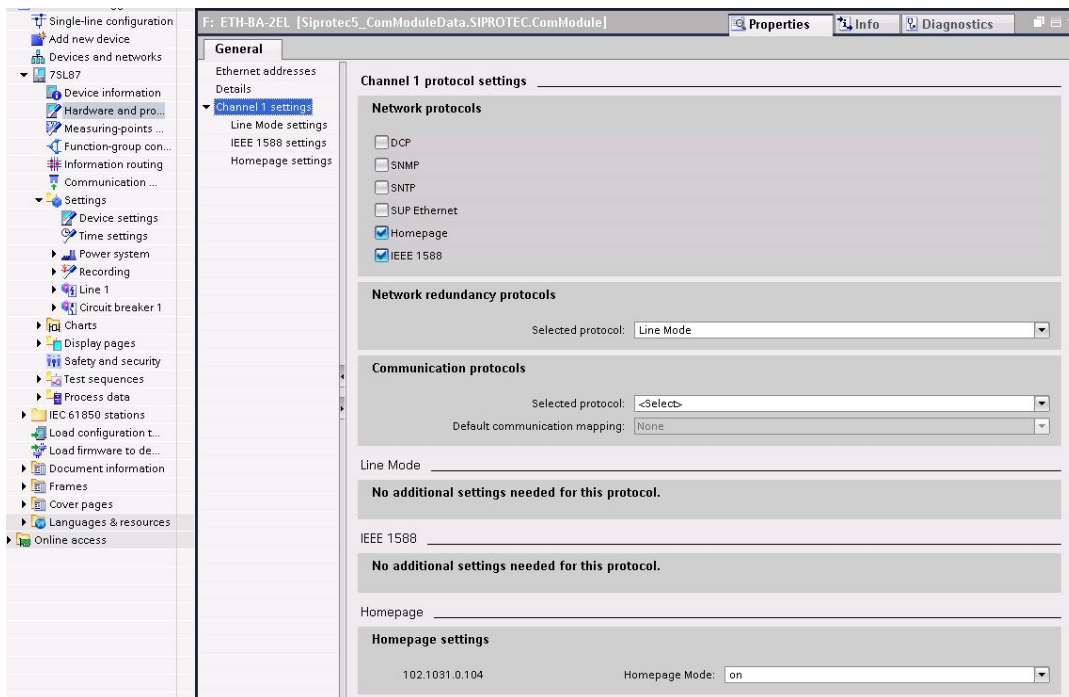 Single-line configuration
Add new device
Devices and networks
7SL87
Device information
Hardware and pro...
Measuring-points ...
Function-group con...
Information routing
Communication ...
Settings
Device settings
Time settings
Power system
Recording
Line 1
Circuit breaker 1
Charts
Display pages
Safety and security
Test sequences
Process data
IEC 61850 stations
Load configuration t...
Load firmware to de...
Document information
Frames
Cover pages
Languages & resources
Online access
F: ETH-BA-2EL [Siprotec5_ComModuleData.SIPROTEC.ComModule]
Properties
Info
Diagnostics
General
Ethernet addresses
Details
Channel 1 settings
Line Mode settings
IEEE 1588 settings
Homepage settings
Channel 1 protocol settings
Network protocols
DCP
SNMP
SNTP
SUP Ethernet
Homepage
IEEE 1588
Network redundancy protocols
Selected protocol: Line Mode
Communication protocols
Selected protocol: <Select>
Default communication mapping: None
Line Mode
No additional settings needed for this protocol.
IEEE 1588
No additional settings needed for this protocol.
Homepage
Homepage settings
102.1031.0.104 Homepage Mode: on